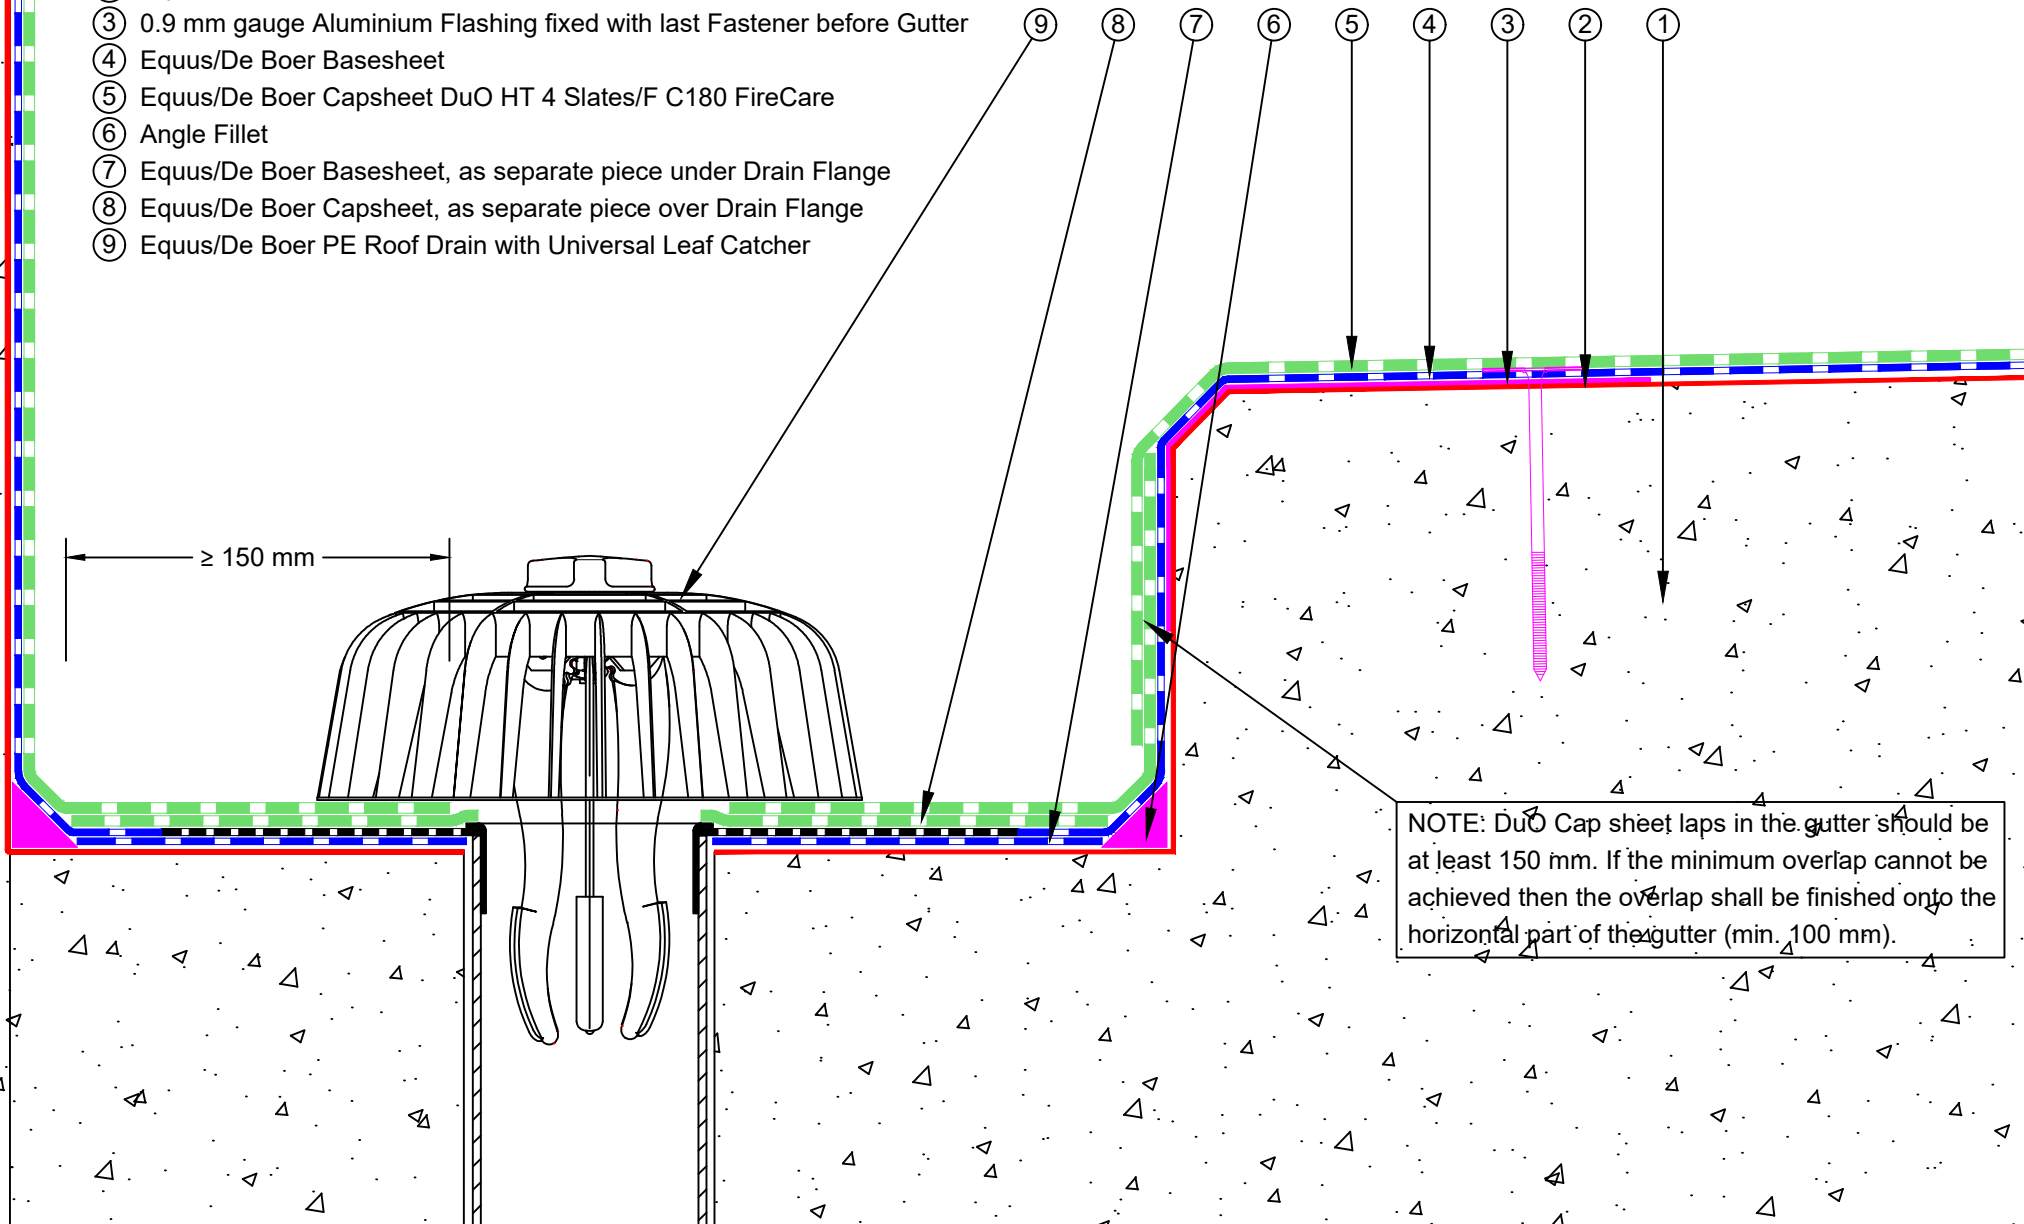 ③ 0.9 mm gauge Aluminium Flashing fixed with last Fastener before Gutter
④ Equus/De Boer Basesheet
⑤ Equus/De Boer Capsheet DuO HT 4 Slates/F C180 FireCare
⑥ Angle Fillet
⑦ Equus/De Boer Basesheet, as separate piece under Drain Flange
⑧ Equus/De Boer Capsheet, as separate piece over Drain Flange
⑨ Equus/De Boer PE Roof Drain with Universal Leaf Catcher
⑨ ⑧ ⑦ ⑥ ⑤ ④ ③ ② ①
≥ 150 mm
NOTE: DuO Cap sheet laps in the gutter should be
at least 150 mm. If the minimum overlap cannot be
achieved then the overlap shall be finished onto the
horizontal part of the gutter (min. 100 mm).